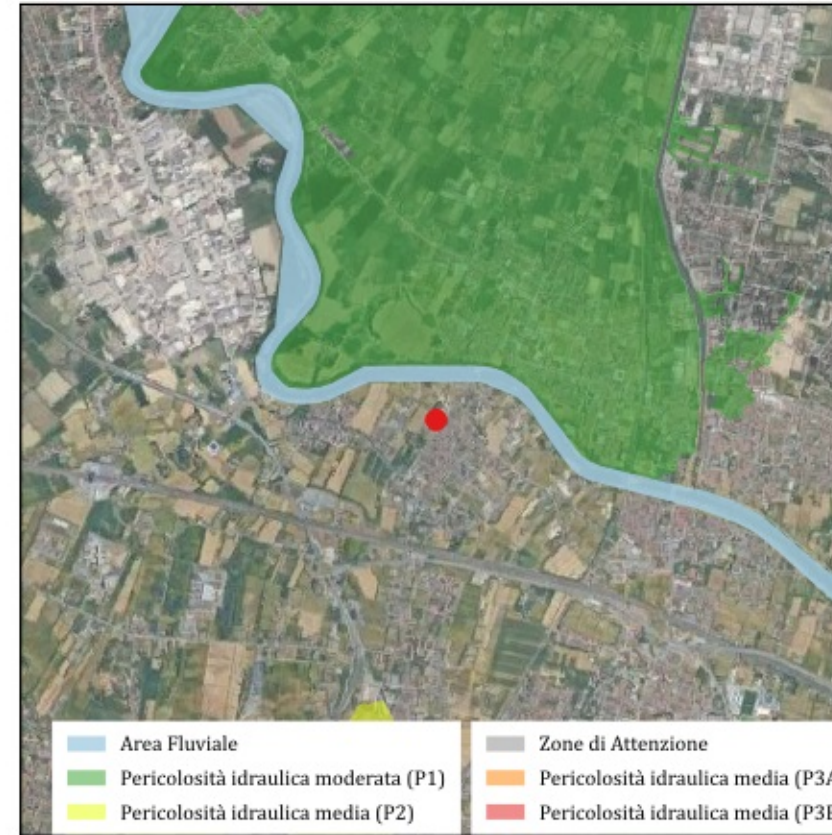 Area Fluviale
Pericolosità idraulica moderata (P1)
Pericolosità idraulica media (P2)
Zone di Attenzione
Pericolosità idraulica media (P3A
Pericolosità idraulica media (P3